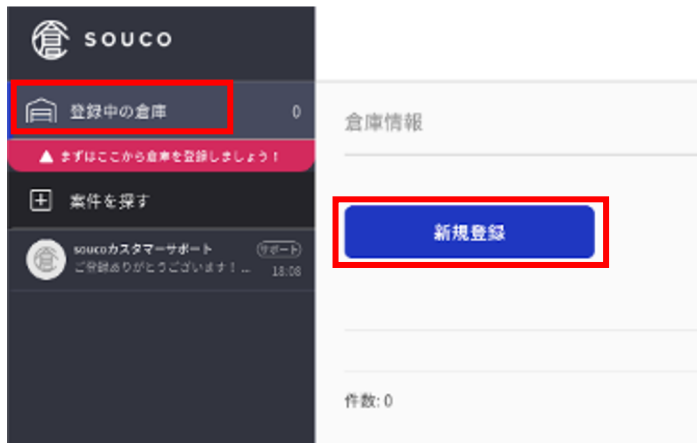 倉 souco
登録中の倉庫 0
▲ まずはここから倉庫を登録しましょう！
案件を探す
soucoカスタマーサポート サポート
ご登録ありがとうございます！ ... 18:08
倉庫情報
新規登録
件数: 0